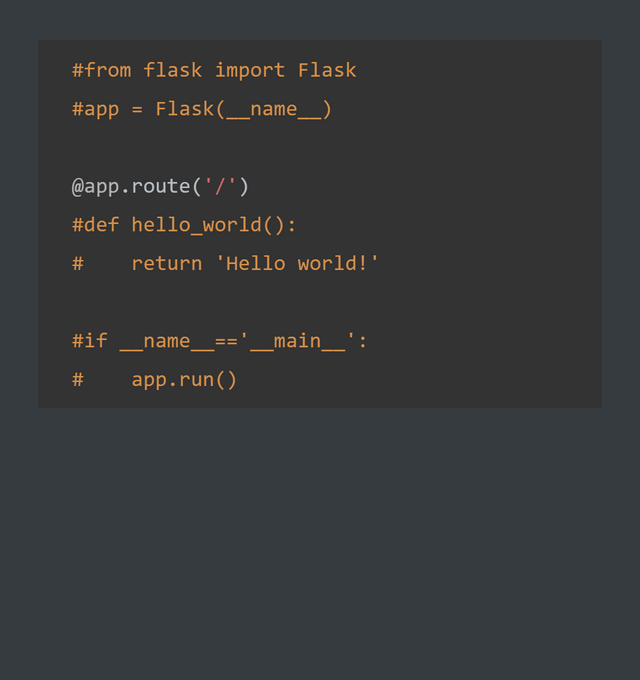 #from flask import Flask
#app = Flask(__name__)
@app.route('/')
#def hello_world():
#    return 'Hello world!'
#if __name__=='__main__':
#    app.run()